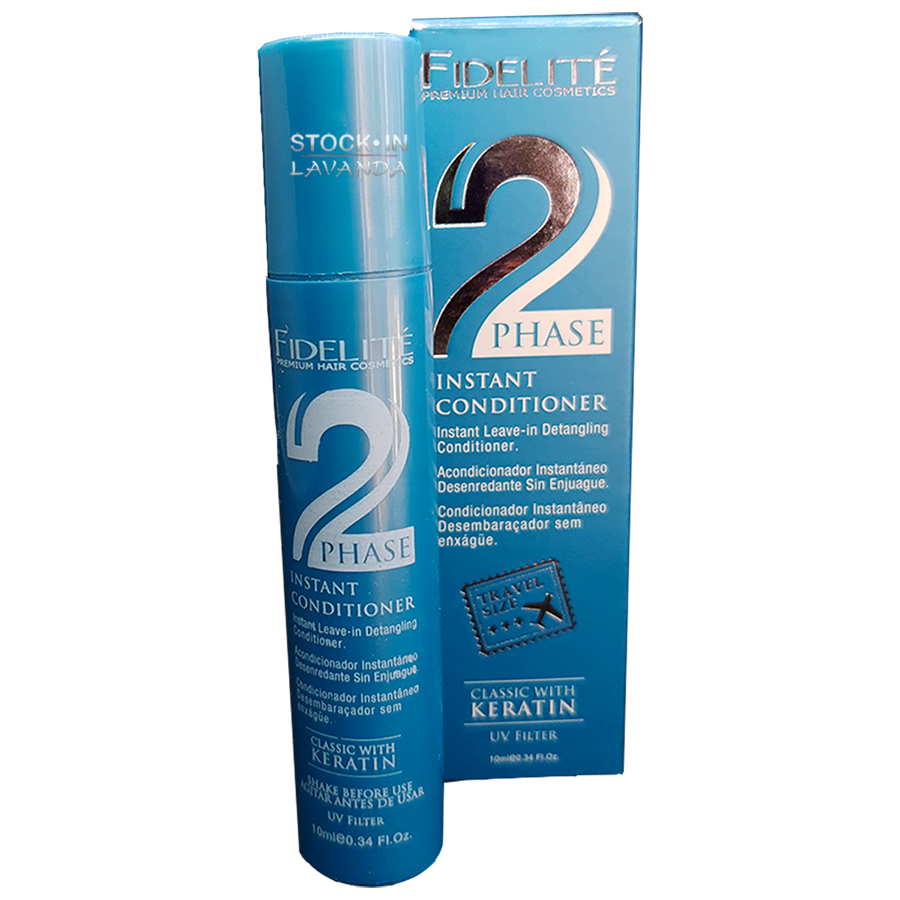 STOCK•IN
LAVANDA
FIDELITÉ
PREMIUM HAIR COSMETICS
2
PHASE
INSTANT
CONDITIONER
Instant Leave-in Detangling
Conditioner.
Acondicionador Instantáneo
Desenredante Sin Enjuague.
Condicionador Instantâneo
Desembaraçador sem
enxágüe.
CLASSIC WITH
KERATIN
SHAKE BEFORE USE
AGITAR ANTES DE USAR
UV FILTER
10ml℮0.34 Fl.Oz.
FIDELITÉ
PREMIUM HAIR COSMETICS
2
PHASE
INSTANT
CONDITIONER
Instant Leave-in Detangling
Conditioner.
Acondicionador Instantáneo
Desenredante Sin Enjuague.
Condicionador Instantâneo
Desembaraçador sem
enxágüe.
TRAVEL
SIZE
CLASSIC WITH
KERATIN
UV FILTER
10ml℮0.34 Fl.Oz.